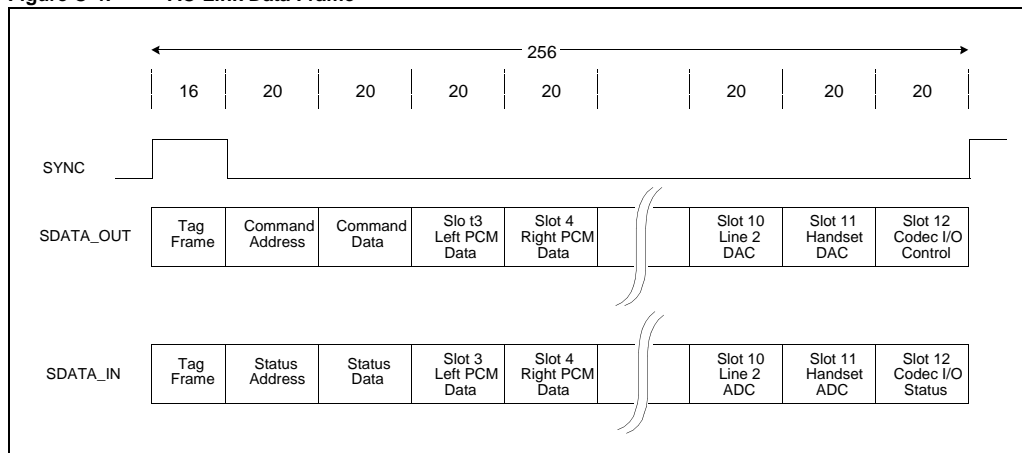 256
16 20 20 20 20 20 20 20
SYNC
SDATA_OUT
Tag
Frame
Command
Address
Command
Data
Slo t3
Left PCM
Data
Slot 4
Right PCM
Data
Slot 10
Line 2
DAC
Slot 11
Handset
DAC
Slot 12
Codec I/O
Control
SDATA_IN
Tag
Frame
Status
Address
Status
Data
Slot 3
Left PCM
Data
Slot 4
Right PCM
Data
Slot 10
Line 2
ADC
Slot 11
Handset
ADC
Slot 12
Codec I/O
Status